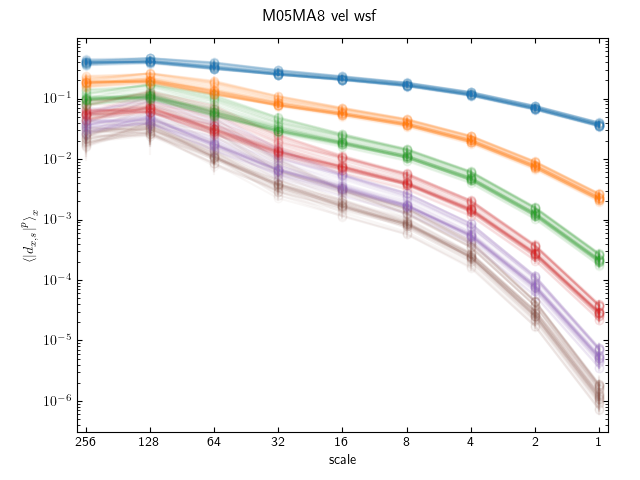 M05MA8 vel wsf
⟨|d_{x,s}|^p⟩_x
10^{-1}
10^{-2}
10^{-3}
10^{-4}
10^{-5}
10^{-6}
256 128 64 32 16 8 4 2 1
scale